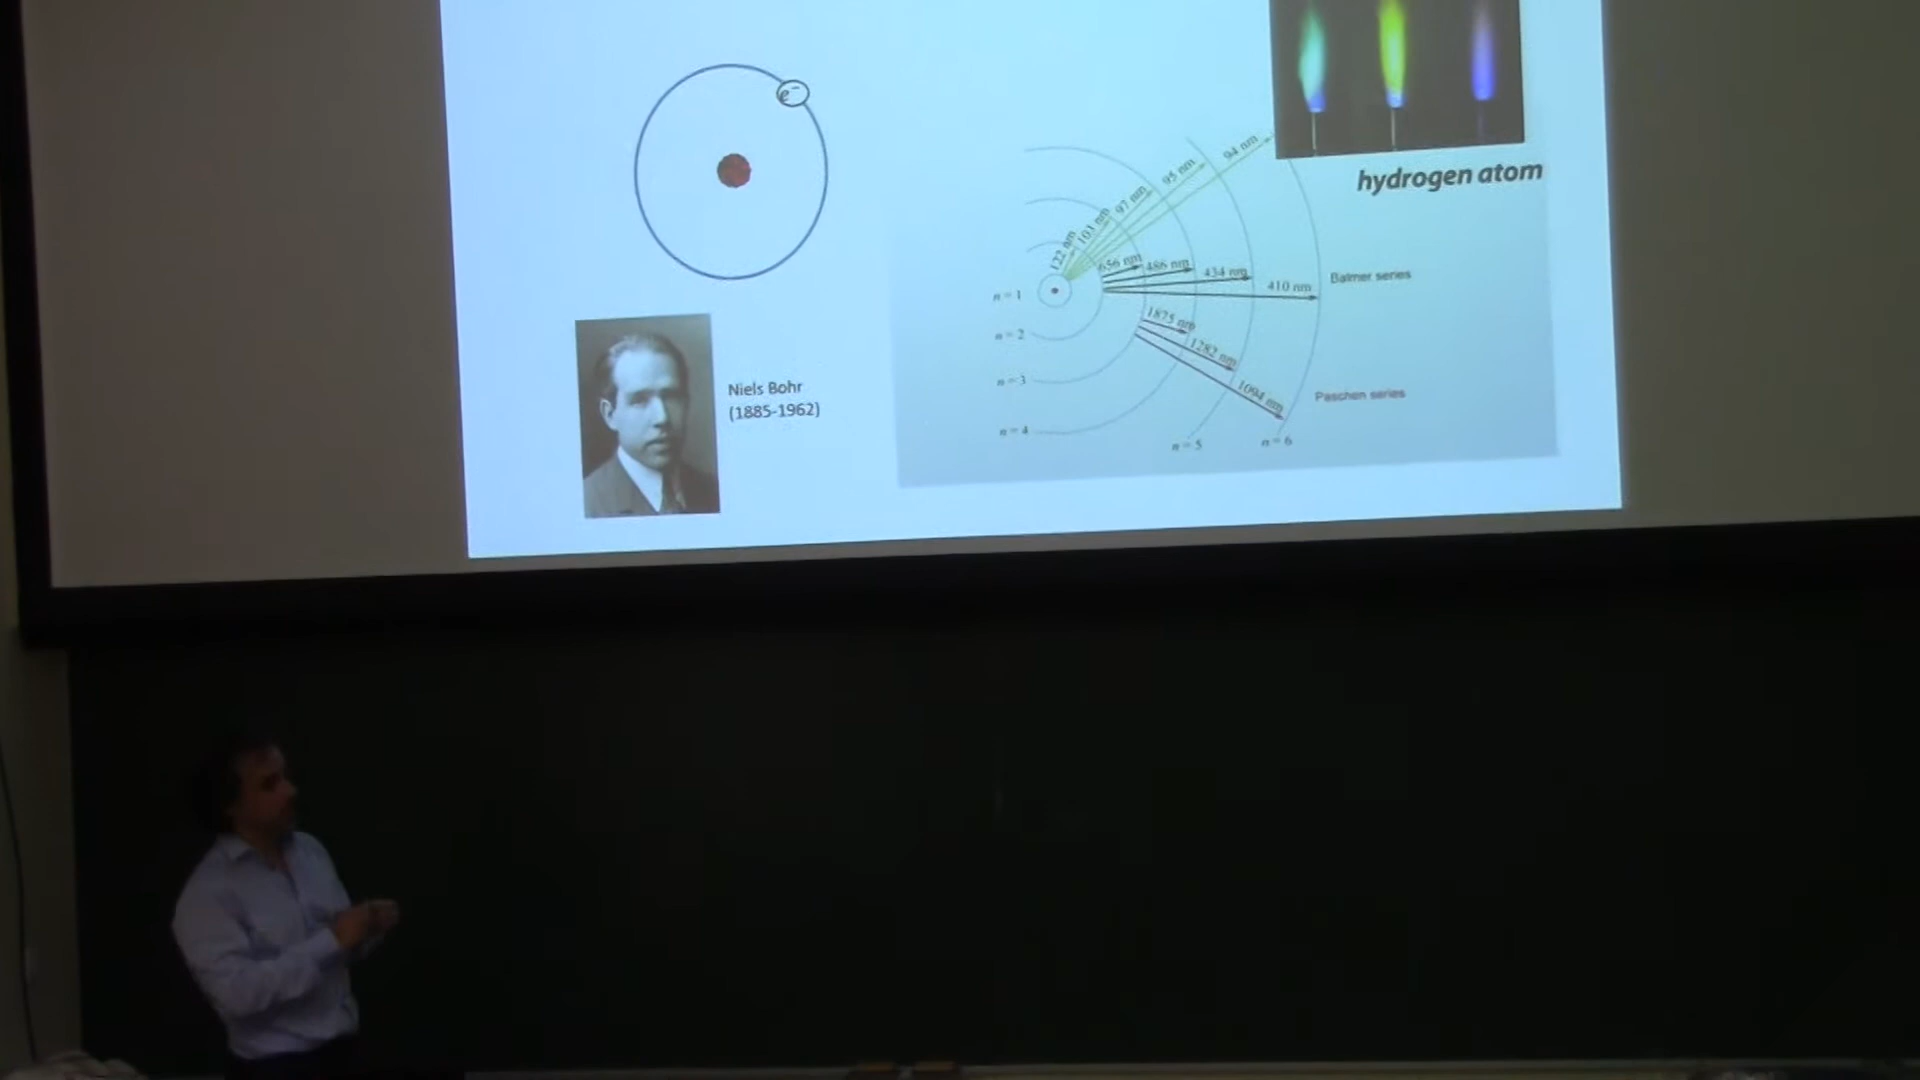 e⁻
hydrogen atom
94 nm
95 nm
97 nm
101 nm
122 nm
656 nm
486 nm
434 nm
410 nm
Balmer series
n = 1
1875 nm
n = 2
1282 nm
n = 3
1094 nm
Paschen series
n = 4
n = 5
n = 6
Niels Bohr
(1885-1962)